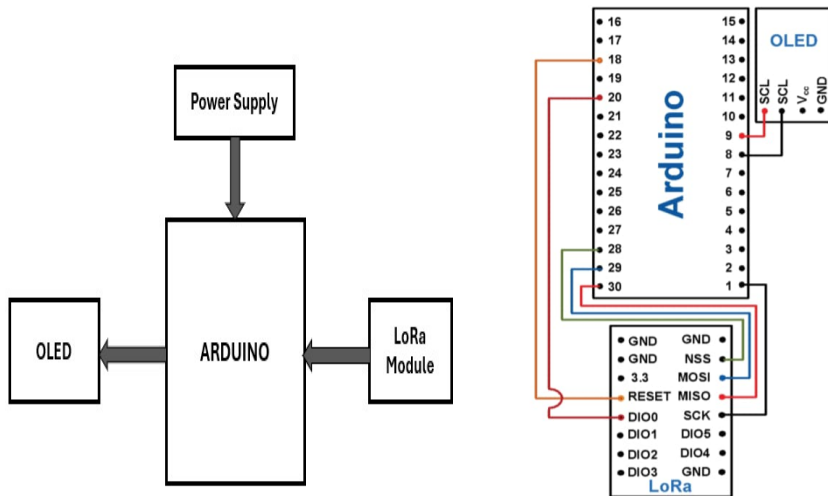 Power Supply
OLED
ARDUINO
LoRa
Module
16
17
18
19
20
21
22
23
24
25
26
27
28
29
30
Arduino
15
14
13
12
11
10
9
8
7
6
5
4
3
2
1
OLED
SCL
SCL
Vcc
GND
GND
GND
3.3
RESET
DIO0
DIO1
DIO2
DIO3
GND
NSS
MOSI
MISO
SCK
DIO5
DIO4
GND
LoRa